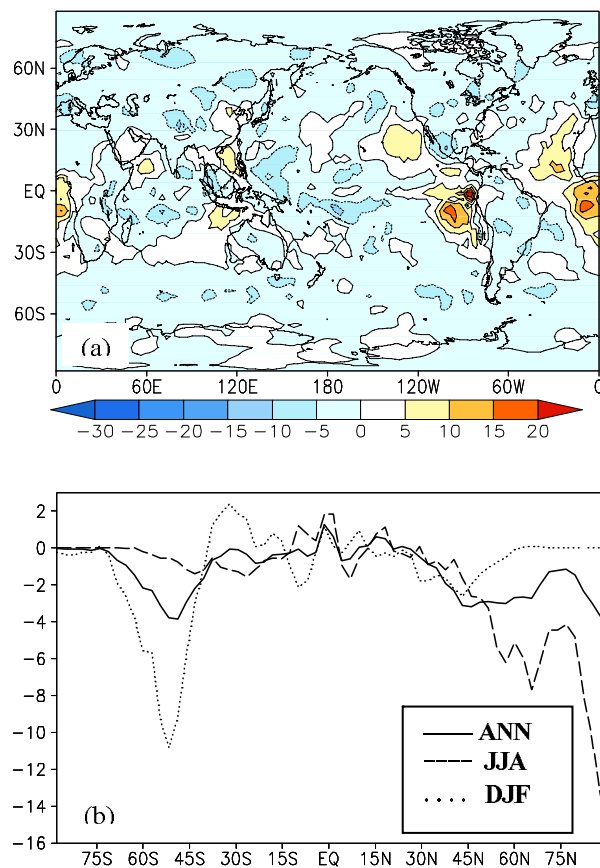 60N
30N
EQ
30S
60S
(a)
0 60E 120E 180 120W 60W 0
−30 −25 −20 −15 −10 −5 0 5 10 15 20
2
0
−2
−4
−6
−8
−10
−12
−14
−16
ANN
JJA
DJF
(b)
75S 60S 45S 30S 15S EQ 15N 30N 45N 60N 75N